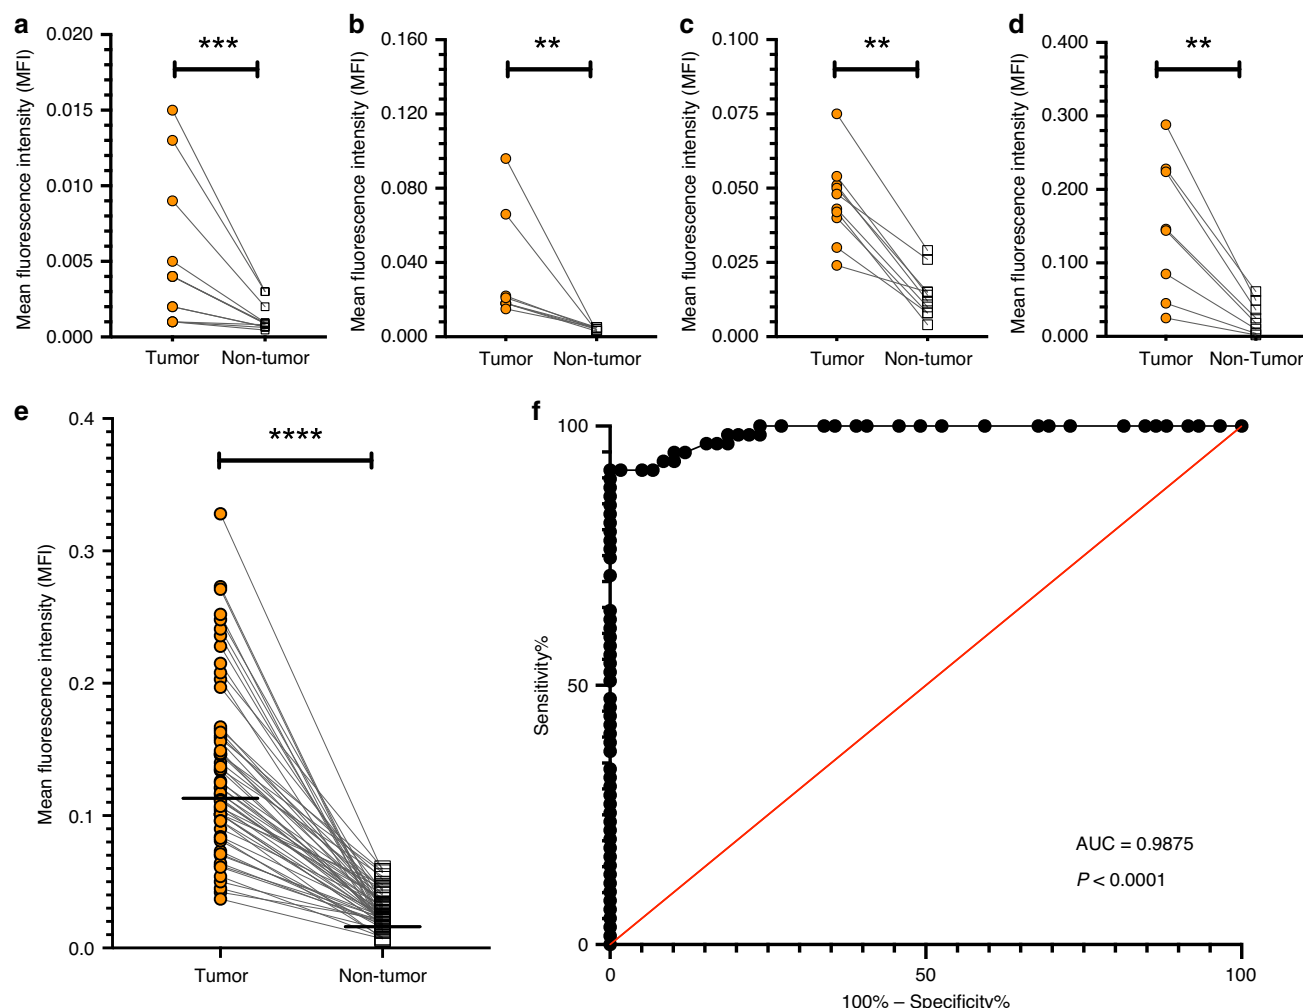 a
Mean fluorescence intensity (MFI)
0.020
0.015
0.010
0.005
0.000
***
Tumor
Non-tumor
b
Mean fluorescence intensity (MFI)
0.160
0.120
0.080
0.040
0.000
**
Tumor
Non-tumor
c
Mean fluorescence intensity (MFI)
0.100
0.075
0.050
0.025
0.000
**
Tumor
Non-tumor
d
Mean fluorescence intensity (MFI)
0.400
0.300
0.200
0.100
0.000
**
Tumor
Non-Tumor
e
Mean fluorescence intensity (MFI)
0.4
0.3
0.2
0.1
0.0
****
Tumor
Non-tumor
f
Sensitivity%
100
50
0
AUC = 0.9875
P < 0.0001
0
50
100
100% – Specificity%